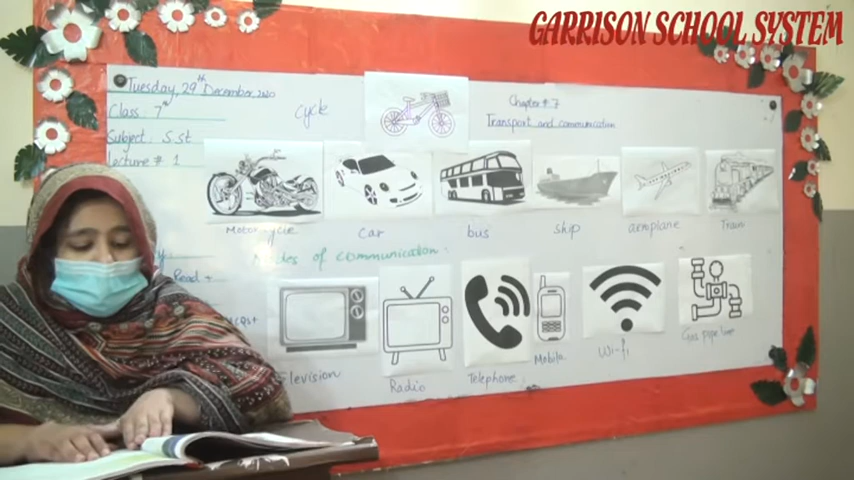 GARRISON SCHOOL SYSTEM
Tuesday, 29th December, 2020
Class: 7th
Subject: S.st
Lecture # 1
Cycle
Chapter # 7
Transport and communication
Motorcycle
Car
bus
ship
aeroplane
Train
Modes of communication
Read +
Television
Radio
Telephone
Mobile
Wi-fi
Gas pipe line